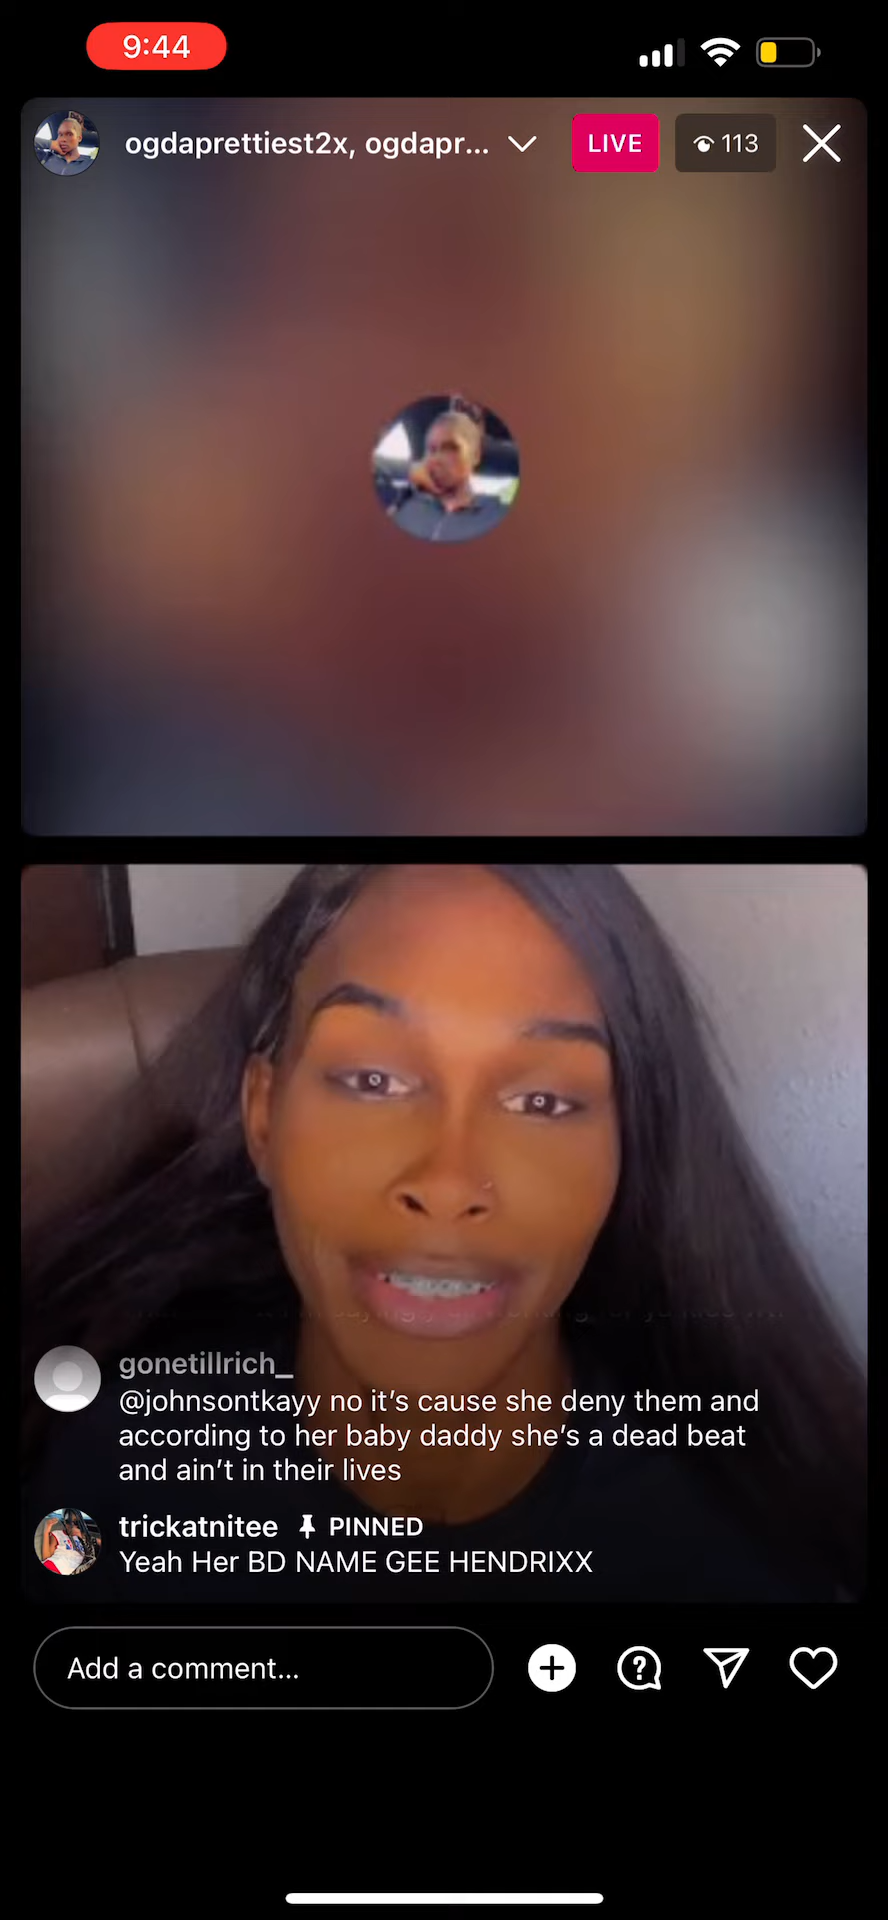 9:44
ogdaprettiest2x, ogdapr...
LIVE
113
gonetillrich_
@johnsontkayy no it's cause she deny them and
according to her baby daddy she's a dead beat
and ain't in their lives
trickatnitee PINNED
Yeah Her BD NAME GEE HENDRIXX
Add a comment...